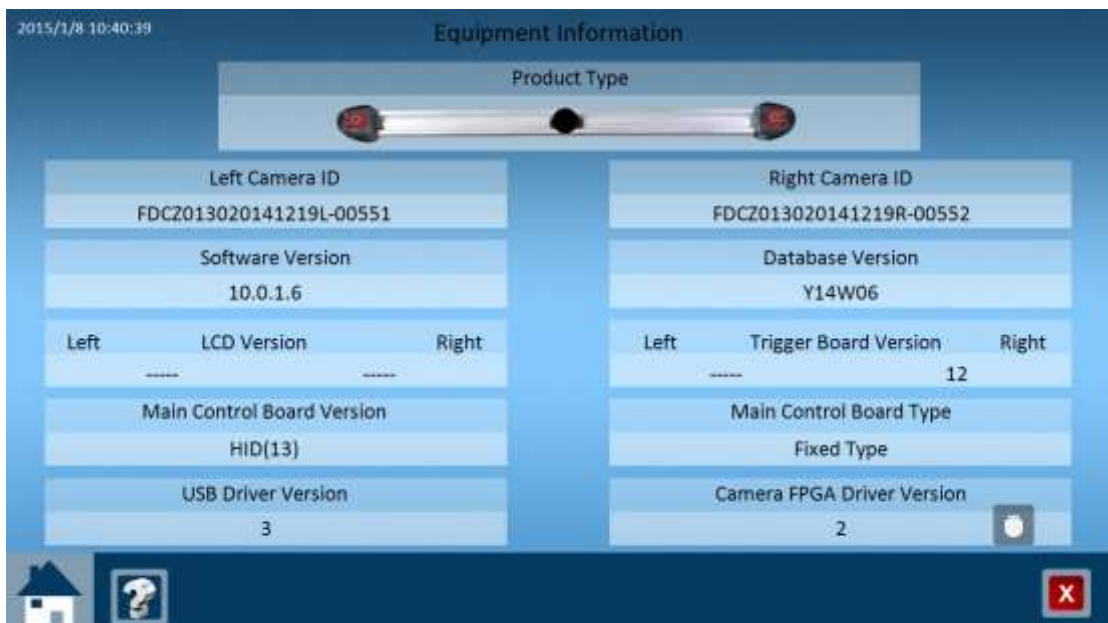 2015/1/8 10:40:39
Equipment Information
Product Type
Left Camera ID
Right Camera ID
FDCZ013020141219L-00551
FDCZ013020141219R-00552
Software Version
Database Version
10.0.1.6
Y14W06
Left LCD Version Right
Left Trigger Board Version Right
----- -----
----- 12
Main Control Board Version
Main Control Board Type
HID(13)
Fixed Type
USB Driver Version
Camera FPGA Driver Version
3
2
?
X